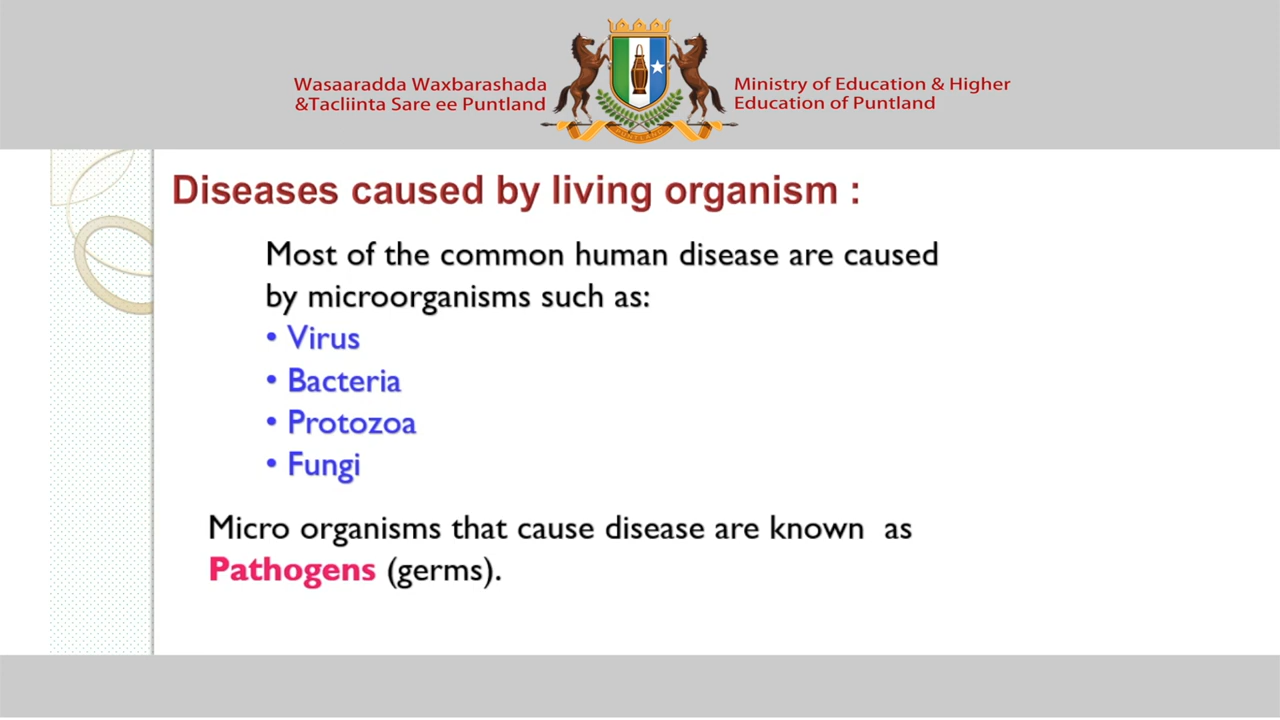 Wasaaradda Waxbarashada
&Tacliinta Sare ee Puntland
Ministry of Education & Higher
Education of Puntland
Diseases caused by living organism :
Most of the common human disease are caused
by microorganisms such as:
• Virus
• Bacteria
• Protozoa
• Fungi
Micro organisms that cause disease are known as
Pathogens (germs).